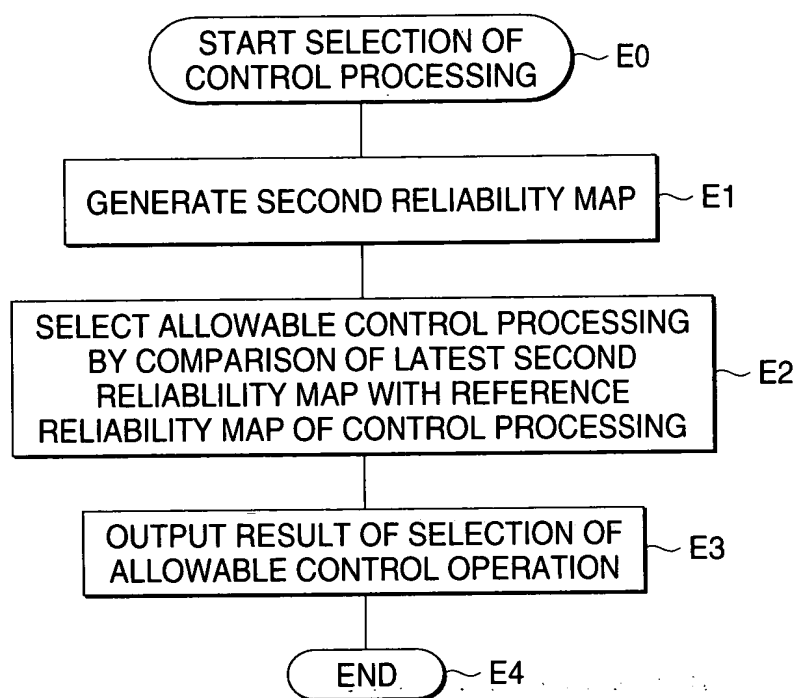 START SELECTION OF
CONTROL PROCESSING
E0
GENERATE SECOND RELIABILITY MAP
E1
SELECT ALLOWABLE CONTROL PROCESSING
BY COMPARISON OF LATEST SECOND
RELIABLILITY MAP WITH REFERENCE
RELIABILITY MAP OF CONTROL PROCESSING
E2
OUTPUT RESULT OF SELECTION OF
ALLOWABLE CONTROL OPERATION
E3
END
E4